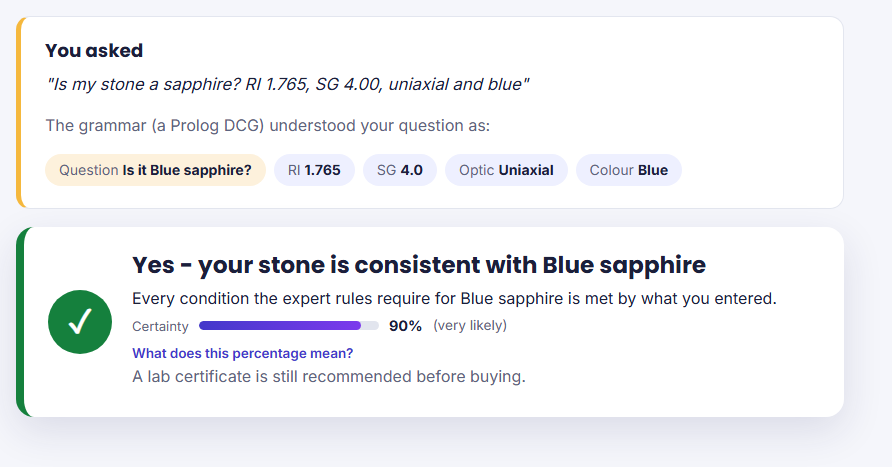 You asked
"Is my stone a sapphire? RI 1.765, SG 4.00, uniaxial and blue"
The grammar (a Prolog DCG) understood your question as:
Question Is it Blue sapphire? RI 1.765 SG 4.0 Optic Uniaxial Colour Blue
Yes – your stone is consistent with Blue sapphire
Every condition the expert rules require for Blue sapphire is met by what you entered.
Certainty 90% (very likely)
What does this percentage mean?
A lab certificate is still recommended before buying.